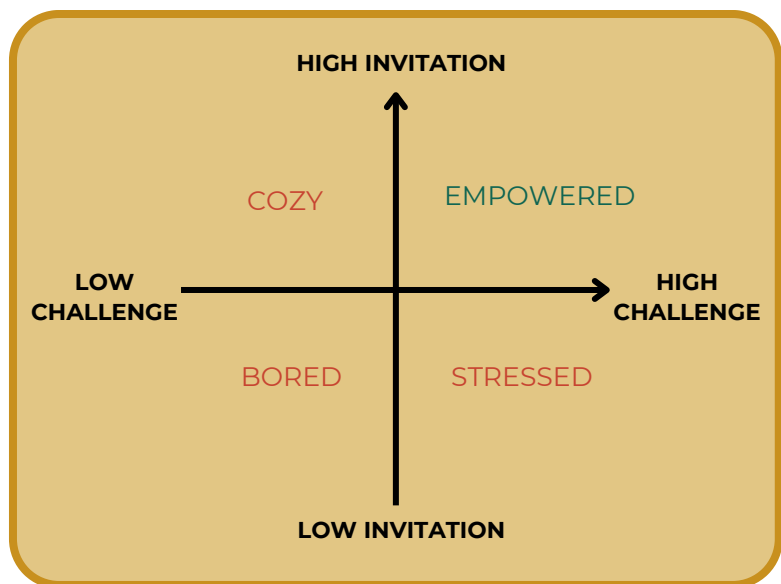 HIGH INVITATION
COZY
EMPOWERED
LOW
CHALLENGE
HIGH
CHALLENGE
BORED
STRESSED
LOW INVITATION